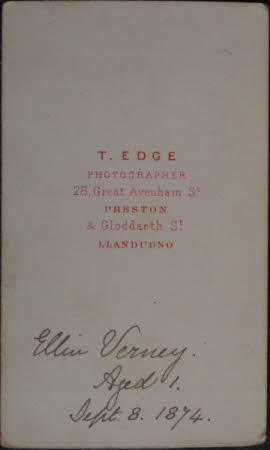 T. EDGE
PHOTOGRAPHER
28, Great Avenham St
PRESTON
& Gloddaeth St
LLANDUDNO
Ellin Verney.
Aged 1.
Sept. 8. 1874.